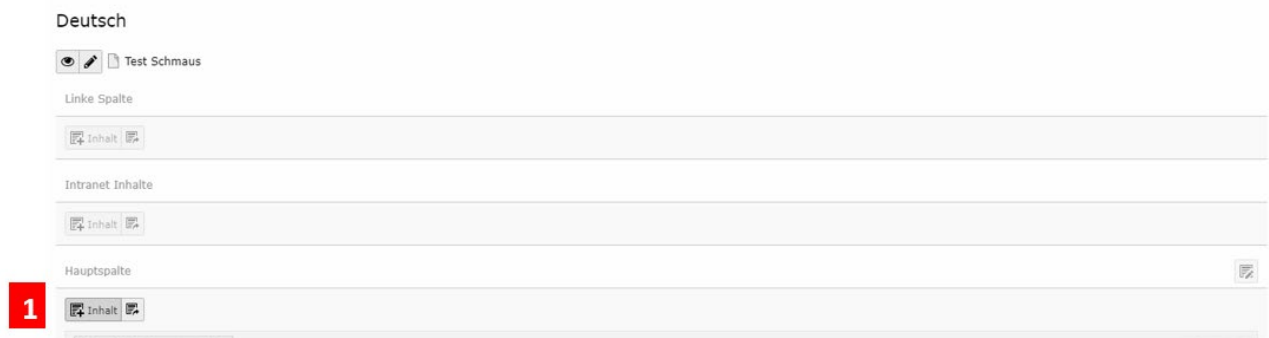 Deutsch
Test Schmaus
Linke Spalte
Inhalt
Intranet Inhalte
Inhalt
Hauptspalte
1 Inhalt